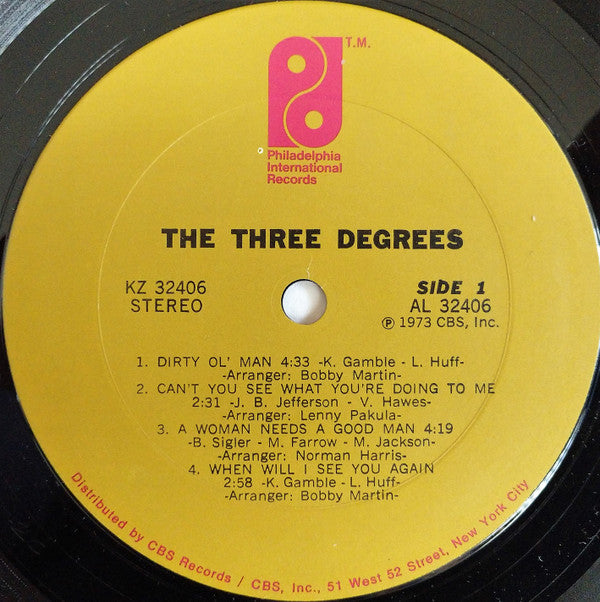 T.M.
Philadelphia
International
Records
THE THREE DEGREES
KZ 32406
STEREO
SIDE 1
AL 32406
℗ 1973 CBS, Inc.
1. DIRTY OL' MAN 4:33 -K. Gamble - L. Huff-
-Arranger: Bobby Martin-
2. CAN'T YOU SEE WHAT YOU'RE DOING TO ME
2:31 -J. B. Jefferson - V. Hawes-
-Arranger: Lenny Pakula-
3. A WOMAN NEEDS A GOOD MAN 4:19
-B. Sigler - M. Farrow - M. Jackson-
-Arranger: Norman Harris-
4. WHEN WILL I SEE YOU AGAIN
2:58 -K. Gamble - L. Huff-
-Arranger: Bobby Martin-
Distributed by CBS Records / CBS, Inc., 51 West 52 Street, New York City